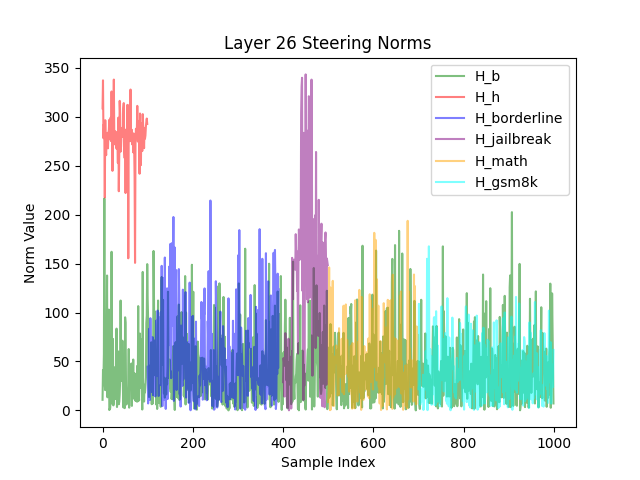 Layer 26 Steering Norms
Norm Value
350
300
250
200
150
100
50
0
0
200
400
600
800
1000
Sample Index
H_b
H_h
H_borderline
H_jailbreak
H_math
H_gsm8k